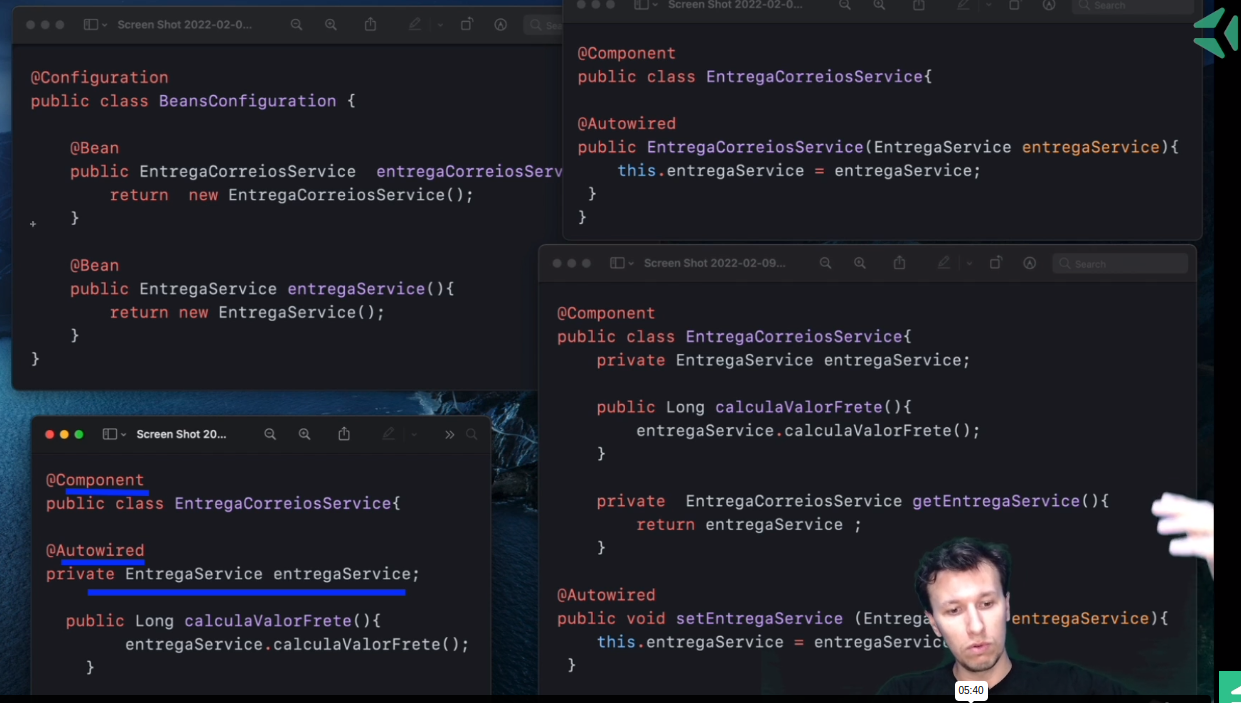 Screen Shot 2022-02-0...
@Configuration
public class BeansConfiguration {
@Bean
public EntregaCorreiosService entregaCorreiosServ
return new EntregaCorreiosService();
}
@Bean
public EntregaService entregaService(){
return new EntregaService();
}
}
Screen Shot 2022-02-0...
Search
@Component
public class EntregaCorreiosService{
@Autowired
public EntregaCorreiosService(EntregaService entregaService){
this.entregaService = entregaService;
}
}
Screen Shot 20...
@Component
public class EntregaCorreiosService{
@Autowired
private EntregaService entregaService;
public Long calculaValorFrete(){
entregaService.calculaValorFrete();
}
Screen Shot 2022-02-09...
Search
@Component
public class EntregaCorreiosService{
private EntregaService entregaService;
public Long calculaValorFrete(){
entregaService.calculaValorFrete();
}
private EntregaCorreiosService getEntregaService(){
return entregaService ;
}
@Autowired
public void setEntregaService (Entrega entregaService){
this.entregaService = entregaServic
}
05:40